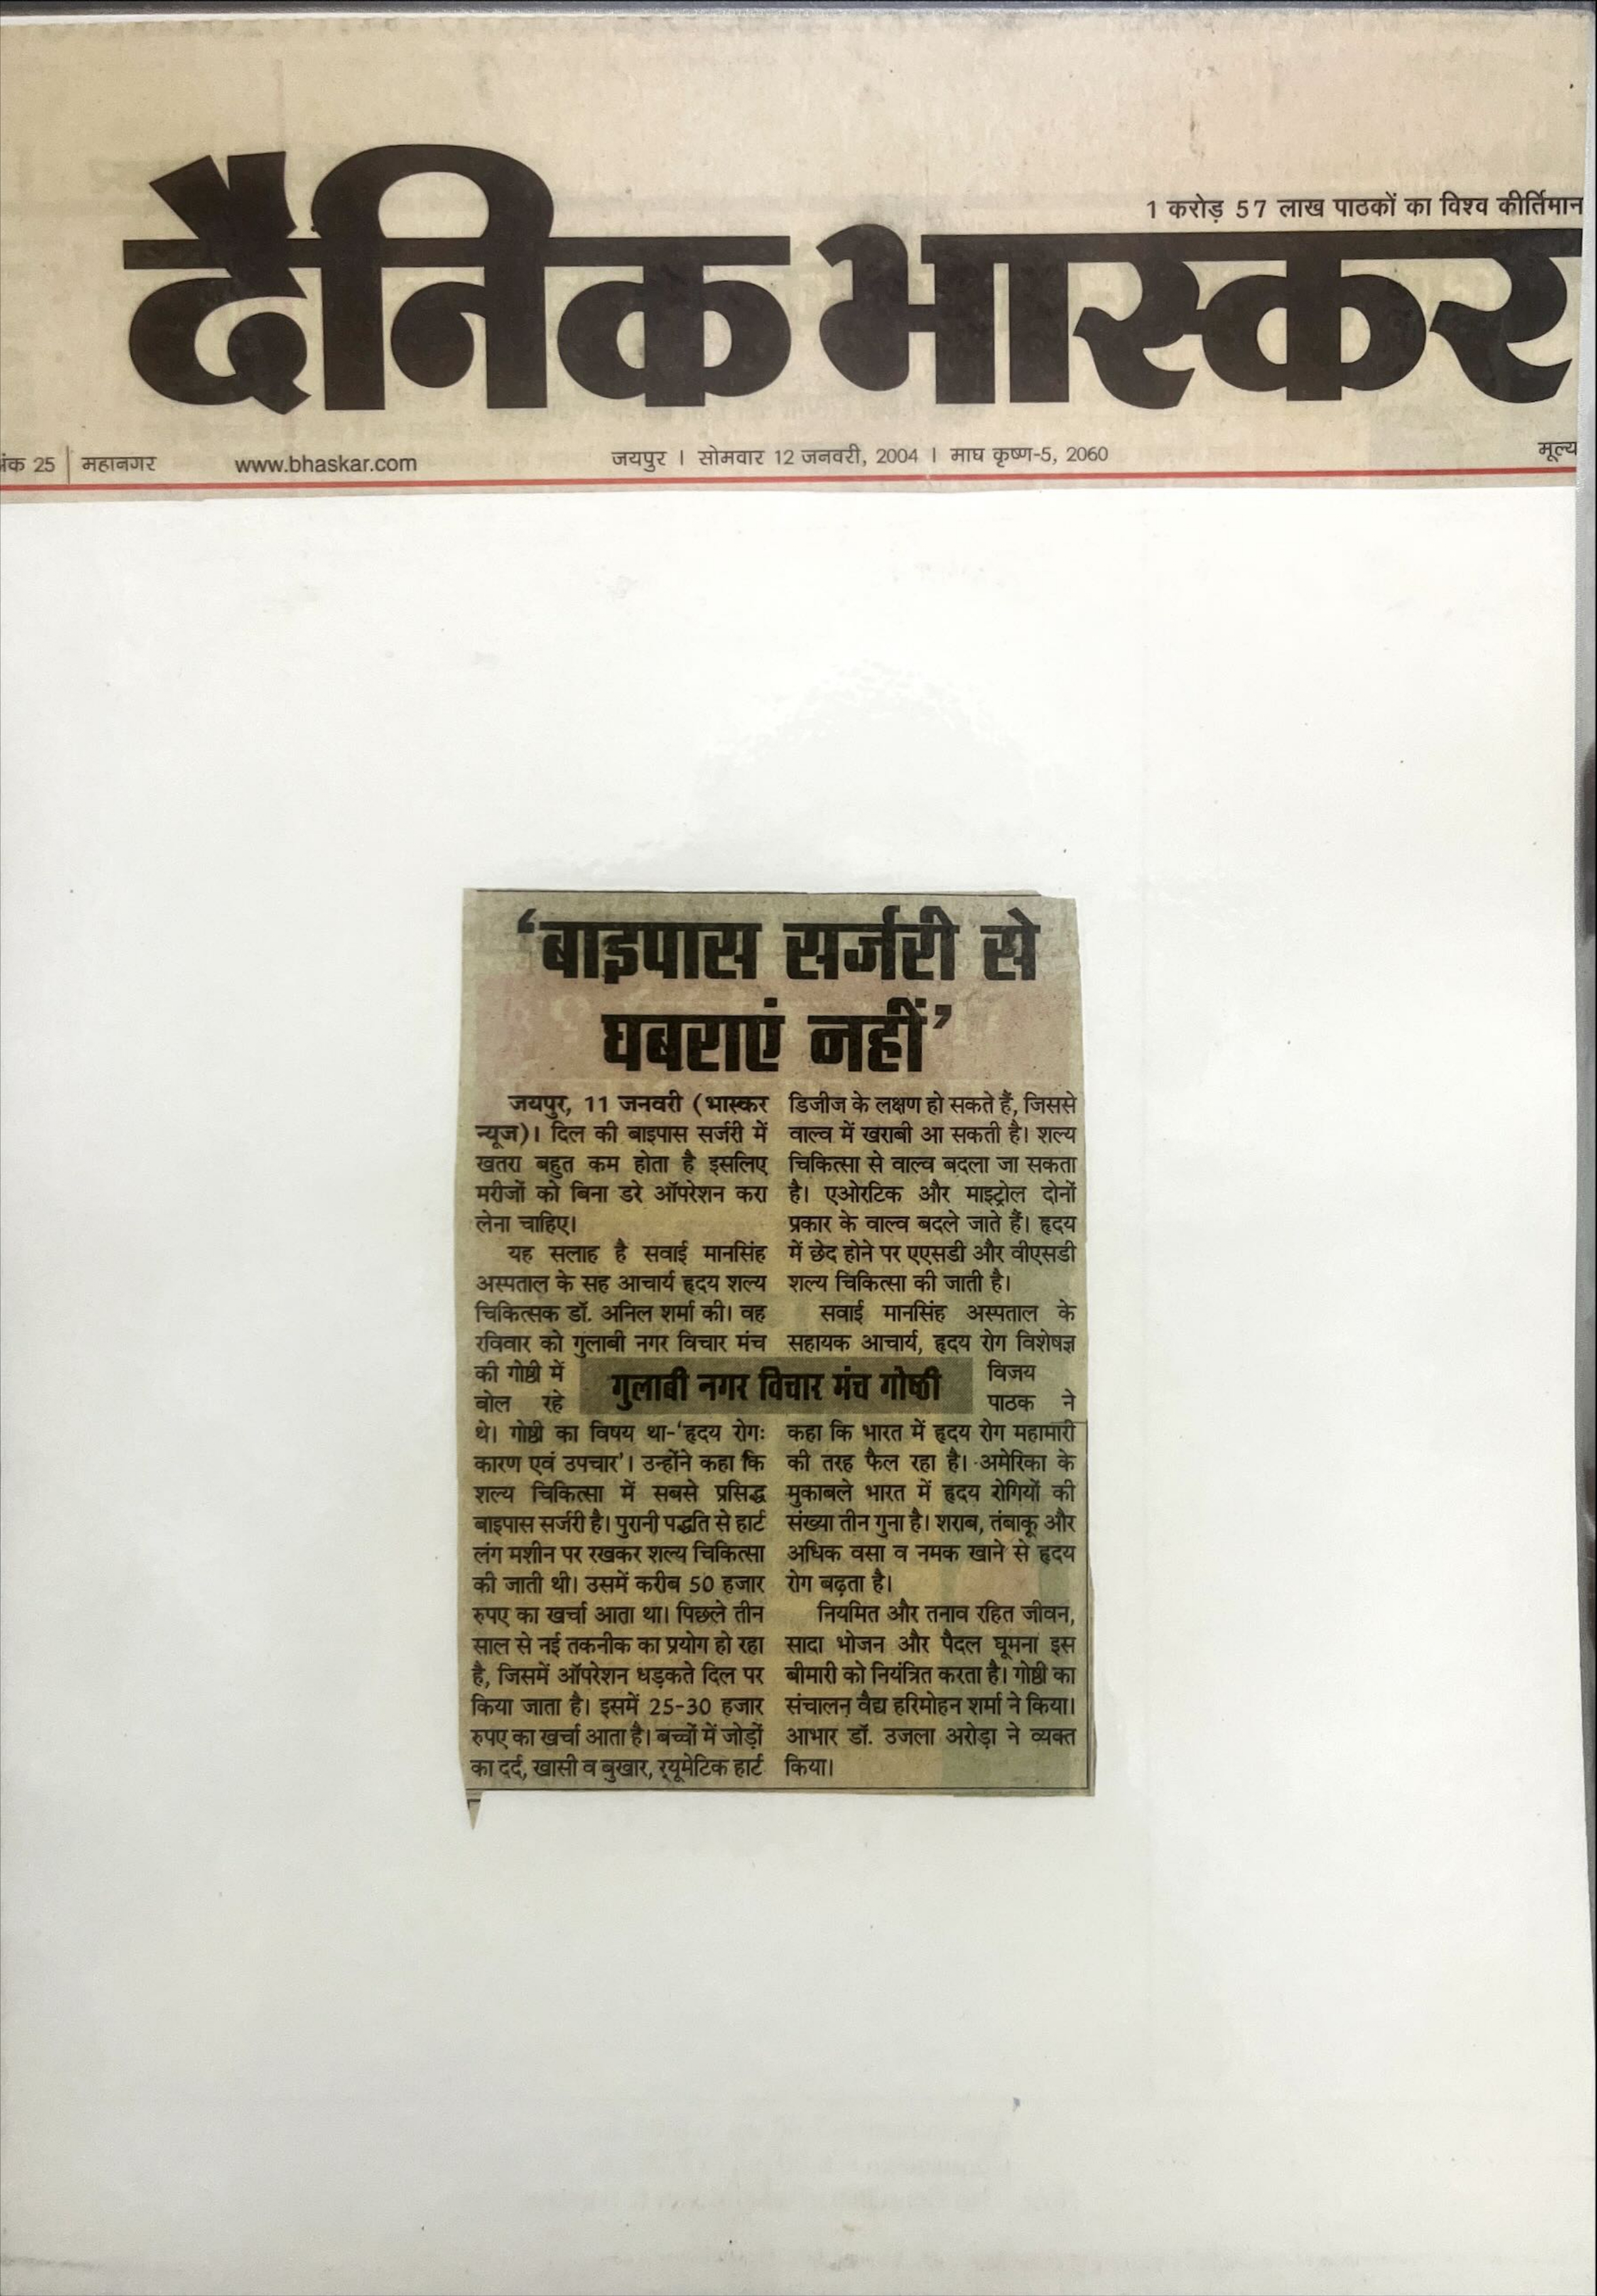 1 करोड़ 57 लाख पाठकों का विश्व कीर्तिमान
दैनिक भास्कर
अंक 25 | महानगर www.bhaskar.com जयपुर । सोमवार 12 जनवरी, 2004 । माघ कृष्ण-5, 2060 मूल्य
‘बाइपास सर्जरी से
घबराएं नहीं’
जयपुर, 11 जनवरी (भास्कर
न्यूज)। दिल की बाइपास सर्जरी में
खतरा बहुत कम होता है इसलिए
मरीजों को बिना डरे ऑपरेशन करा
लेना चाहिए।
यह सलाह है सवाई मानसिंह
अस्पताल के सह आचार्य हृदय शल्य
चिकित्सक डॉ. अनिल शर्मा की। वह
रविवार को गुलाबी नगर विचार मंच
की गोष्ठी में
बोल रहे
थे। गोष्ठी का विषय था-‘हृदय रोगः
कारण एवं उपचार’। उन्होंने कहा कि
शल्य चिकित्सा में सबसे प्रसिद्ध
बाइपास सर्जरी है। पुरानी पद्धति से हार्ट
लंग मशीन पर रखकर शल्य चिकित्सा
की जाती थी। उसमें करीब 50 हजार
रुपए का खर्चा आता था। पिछले तीन
साल से नई तकनीक का प्रयोग हो रहा
है, जिसमें ऑपरेशन धड़कते दिल पर
किया जाता है। इसमें 25-30 हजार
रुपए का खर्चा आता है। बच्चों में जोड़ों
का दर्द, खासी व बुखार, र्‌यूमेटिक हार्ट
गुलाबी नगर विचार मंच गोष्ठी
डिजीज के लक्षण हो सकते हैं, जिससे
वाल्व में खराबी आ सकती है। शल्य
चिकित्सा से वाल्व बदला जा सकता
है। एओरटिक और माइट्रोल दोनों
प्रकार के वाल्व बदले जाते हैं। हृदय
में छेद होने पर एएसडी और वीएसडी
शल्य चिकित्सा की जाती है।
सवाई मानसिंह अस्पताल के
सहायक आचार्य, हृदय रोग विशेषज्ञ
विजय
पाठक ने
कहा कि भारत में हृदय रोग महामारी
की तरह फैल रहा है। अमेरिका के
मुकाबले भारत में हृदय रोगियों की
संख्या तीन गुना है। शराब, तंबाकू और
अधिक वसा व नमक खाने से हृदय
रोग बढ़ता है।
नियमित और तनाव रहित जीवन,
सादा भोजन और पैदल घूमना इस
बीमारी को नियंत्रित करता है। गोष्ठी का
संचालन वैद्य हरिमोहन शर्मा ने किया।
आभार डॉ. उजला अरोड़ा ने व्यक्त
किया।